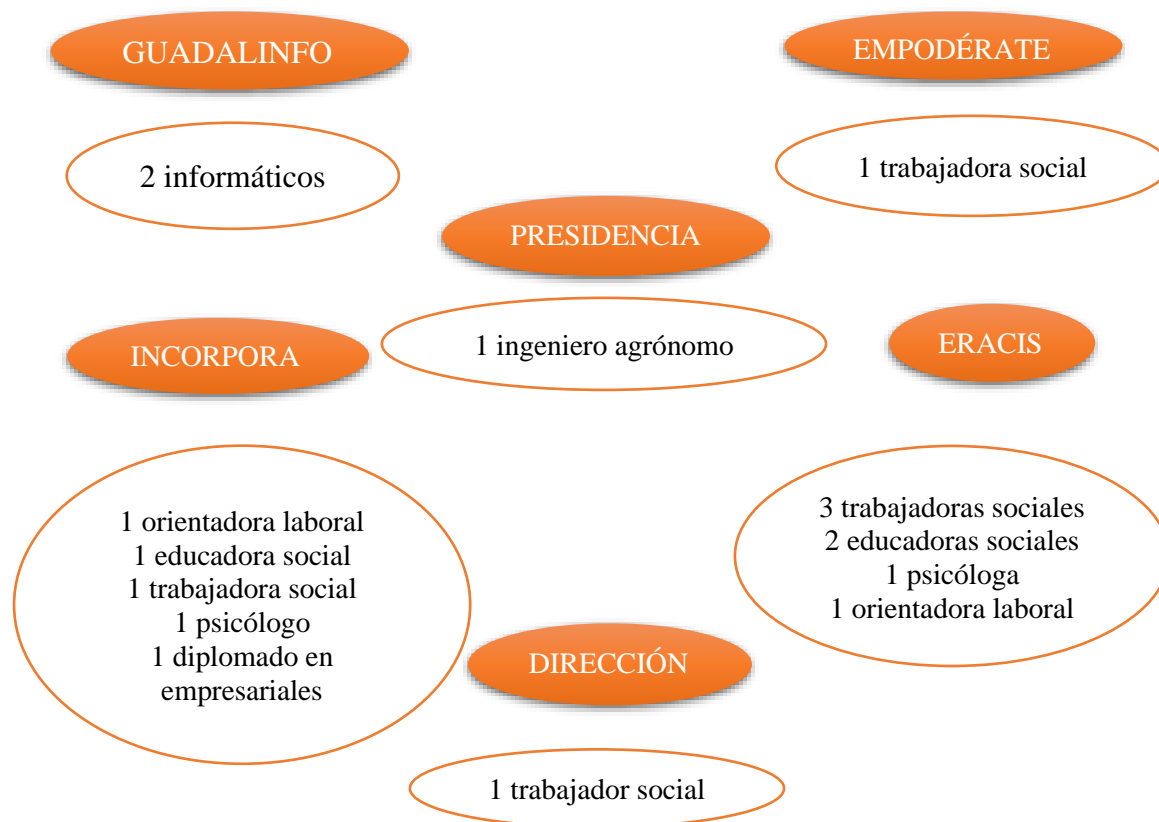 GUADALINFO
2 informáticos
EMPODÉRATE
1 trabajadora social
PRESIDENCIA
1 ingeniero agrónomo
INCORPORA
1 orientadora laboral
1 educadora social
1 trabajadora social
1 psicólogo
1 diplomado en
empresariales
ERACIS
3 trabajadoras sociales
2 educadoras sociales
1 psicóloga
1 orientadora laboral
DIRECCIÓN
1 trabajador social